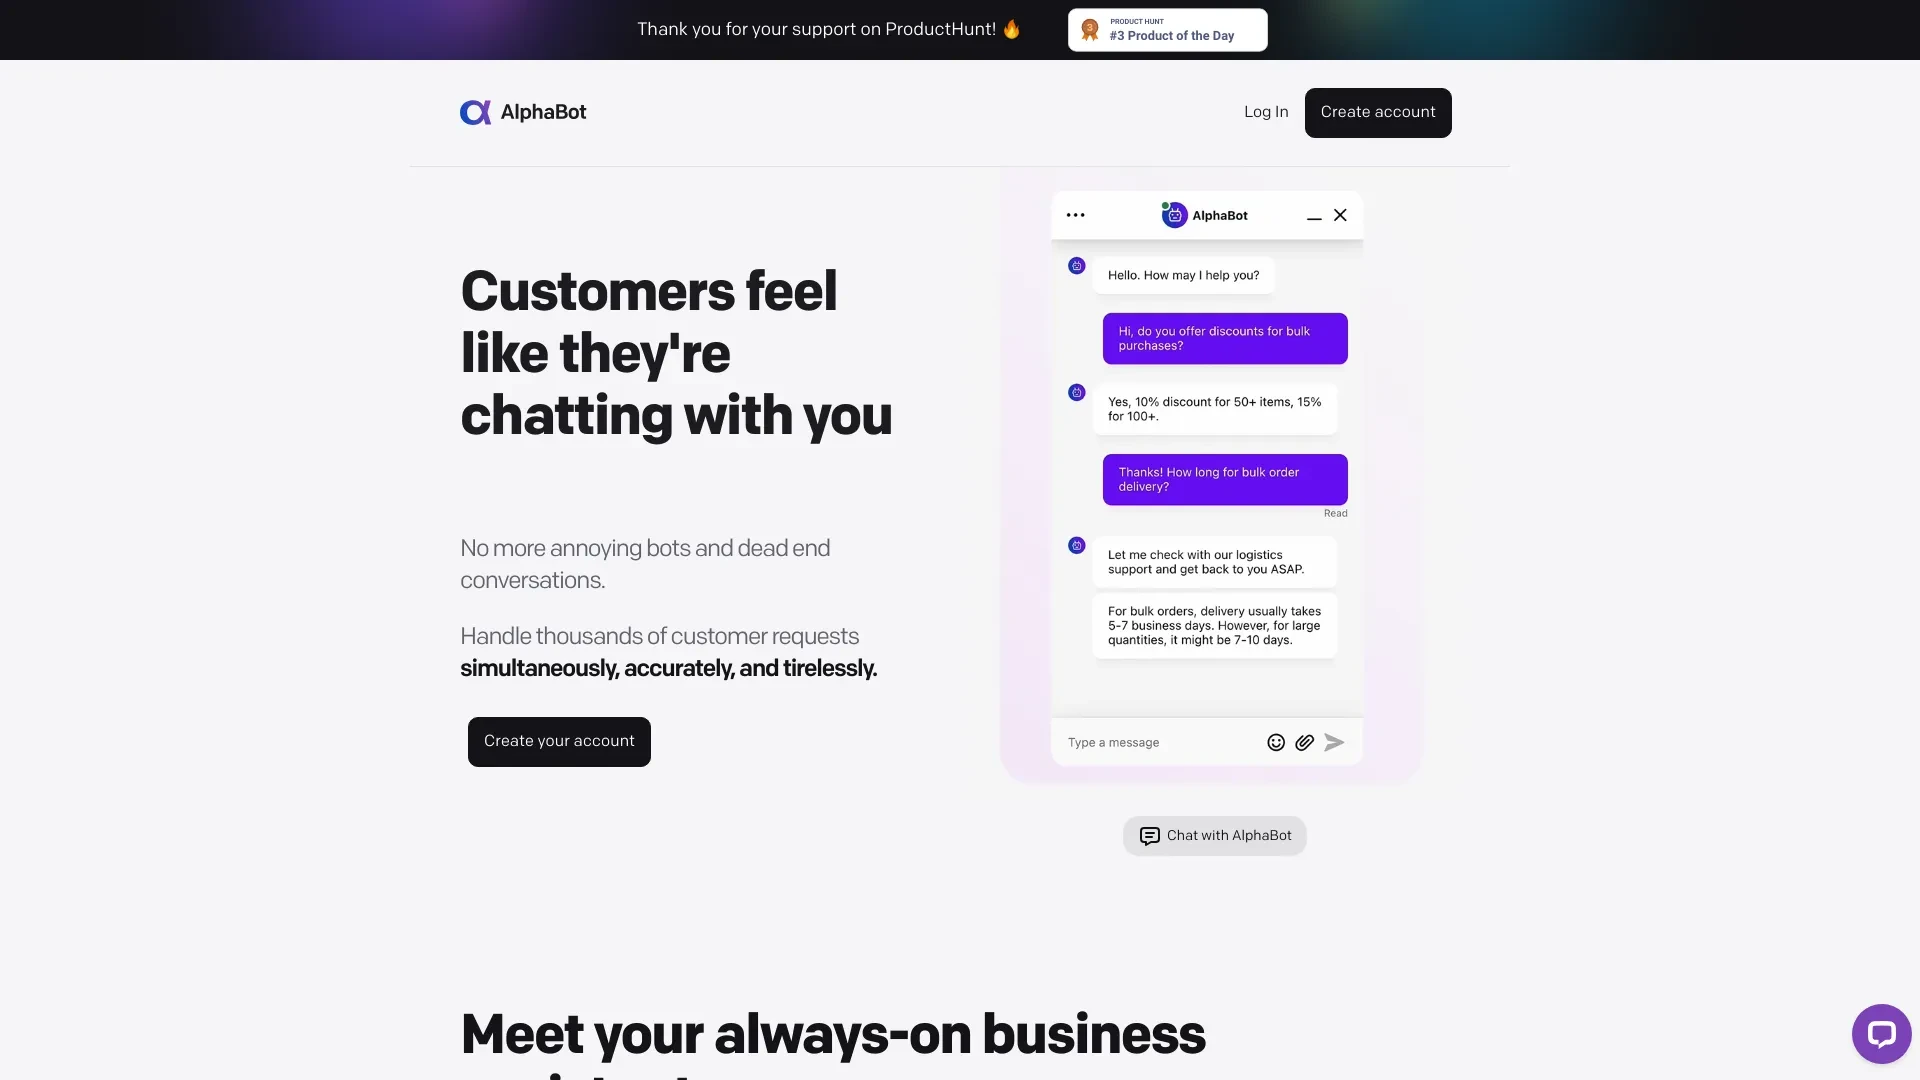 Thank you for your support on ProductHunt! 🔥
3
PRODUCT HUNT
#3 Product of the Day
AlphaBot
Log In
Create account
Customers feel
like they're
chatting with you
No more annoying bots and dead end
conversations.
Handle thousands of customer requests
simultaneously, accurately, and tirelessly.
Create your account
AlphaBot
Hello. How may I help you?
Hi, do you offer discounts for bulk
purchases?
Yes, 10% discount for 50+ items, 15%
for 100+.
Thanks! How long for bulk order
delivery?
Read
Let me check with our logistics
support and get back to you ASAP.
For bulk orders, delivery usually takes
5-7 business days. However, for large
quantities, it might be 7-10 days.
Type a message
Chat with AlphaBot
Meet your always-on business